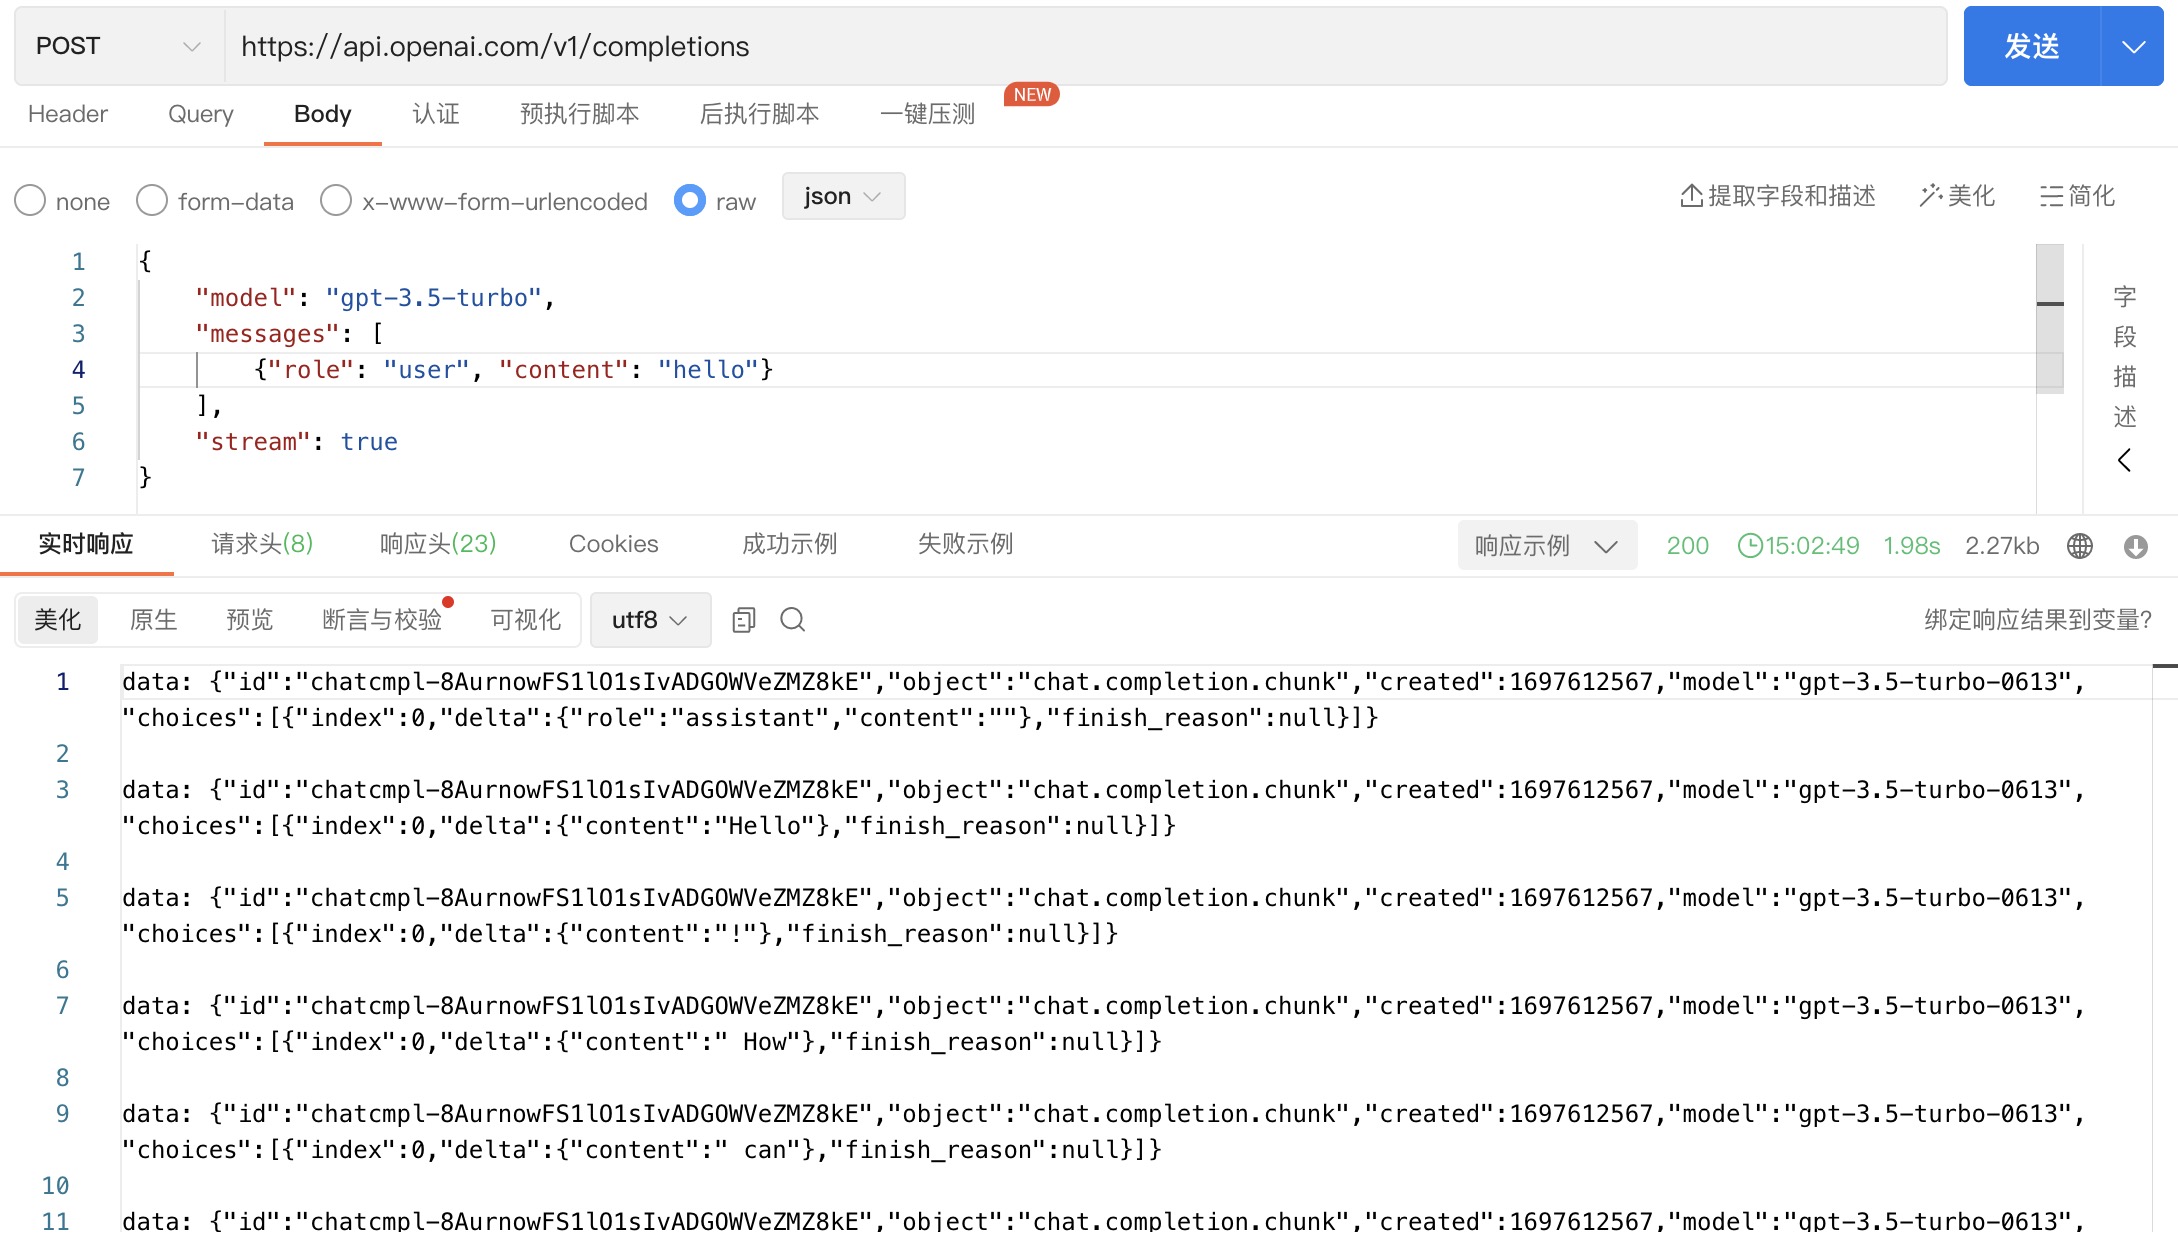 POST https://api.openai.com/v1/completions 发送
Header Query Body 认证 预执行脚本 后执行脚本 一键压测 NEW
none form-data x-www-form-urlencoded raw json 提取字段和描述 美化 简化
1 {
2 "model": "gpt-3.5-turbo",
3 "messages": [
4 {"role": "user", "content": "hello"}
5 ],
6 "stream": true
7 }
字段描述
实时响应 请求头(8) 响应头(23) Cookies 成功示例 失败示例 响应示例 200 15:02:49 1.98s 2.27kb
美化 原生 预览 断言与校验 可视化 utf8 绑定响应结果到变量?
1 data: {"id":"chatcmpl-8AurnowFS1lO1sIvADGOWVeZMZ8kE","object":"chat.completion.chunk","created":1697612567,"model":"gpt-3.5-turbo-0613",
"choices":[{"index":0,"delta":{"role":"assistant","content":""},"finish_reason":null}]}
2
3 data: {"id":"chatcmpl-8AurnowFS1lO1sIvADGOWVeZMZ8kE","object":"chat.completion.chunk","created":1697612567,"model":"gpt-3.5-turbo-0613",
"choices":[{"index":0,"delta":{"content":"Hello"},"finish_reason":null}]}
4
5 data: {"id":"chatcmpl-8AurnowFS1lO1sIvADGOWVeZMZ8kE","object":"chat.completion.chunk","created":1697612567,"model":"gpt-3.5-turbo-0613",
"choices":[{"index":0,"delta":{"content":"!"},"finish_reason":null}]}
6
7 data: {"id":"chatcmpl-8AurnowFS1lO1sIvADGOWVeZMZ8kE","object":"chat.completion.chunk","created":1697612567,"model":"gpt-3.5-turbo-0613",
"choices":[{"index":0,"delta":{"content":" How"},"finish_reason":null}]}
8
9 data: {"id":"chatcmpl-8AurnowFS1lO1sIvADGOWVeZMZ8kE","object":"chat.completion.chunk","created":1697612567,"model":"gpt-3.5-turbo-0613",
"choices":[{"index":0,"delta":{"content":" can"},"finish_reason":null}]}
10
11 data: {"id":"chatcmpl-8AurnowFS1lO1sIvADGOWVeZMZ8kE","object":"chat.completion.chunk","created":1697612567,"model":"gpt-3.5-turbo-0613",